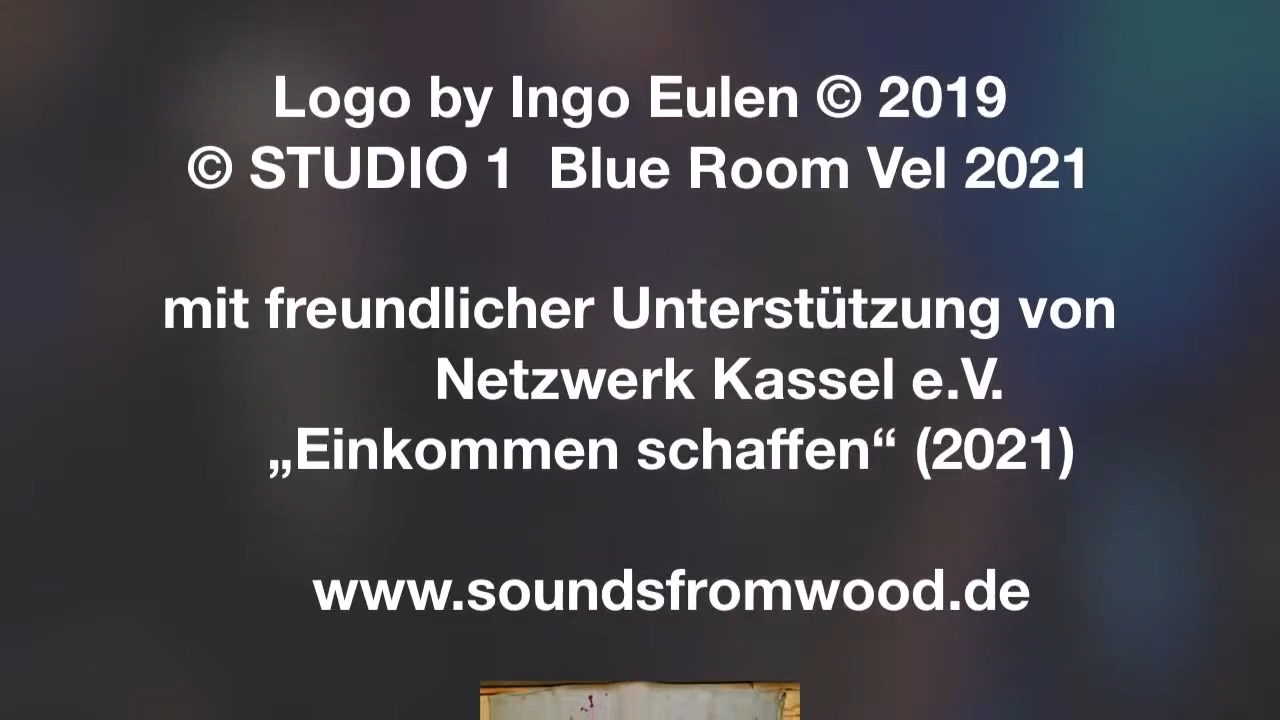 Logo by Ingo Eulen © 2019
© STUDIO 1 Blue Room Vel 2021
mit freundlicher Unterstützung von
Netzwerk Kassel e.V.
„Einkommen schaffen“ (2021)
www.soundsfromwood.de